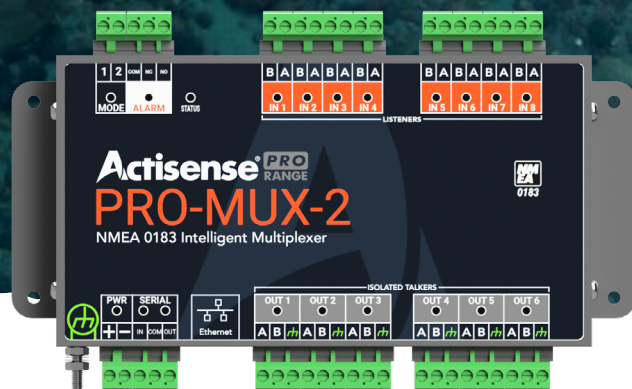 1 2 COM NC NO
MODE ALARM STATUS
B A B A B A B A
IN 1 IN 2 IN 3 IN 4
B A B A B A B A
IN 5 IN 6 IN 7 IN 8
LISTENERS
Actisense® PRO
RANGE
PRO-MUX-2
NMEA 0183 Intelligent Multiplexer
NM
EA
0183
ISOLATED TALKERS
PWR SERIAL
+ − IN COM OUT
Ethernet
OUT 1 OUT 2 OUT 3
A B A B A B
OUT 4 OUT 5 OUT 6
A B A B A B